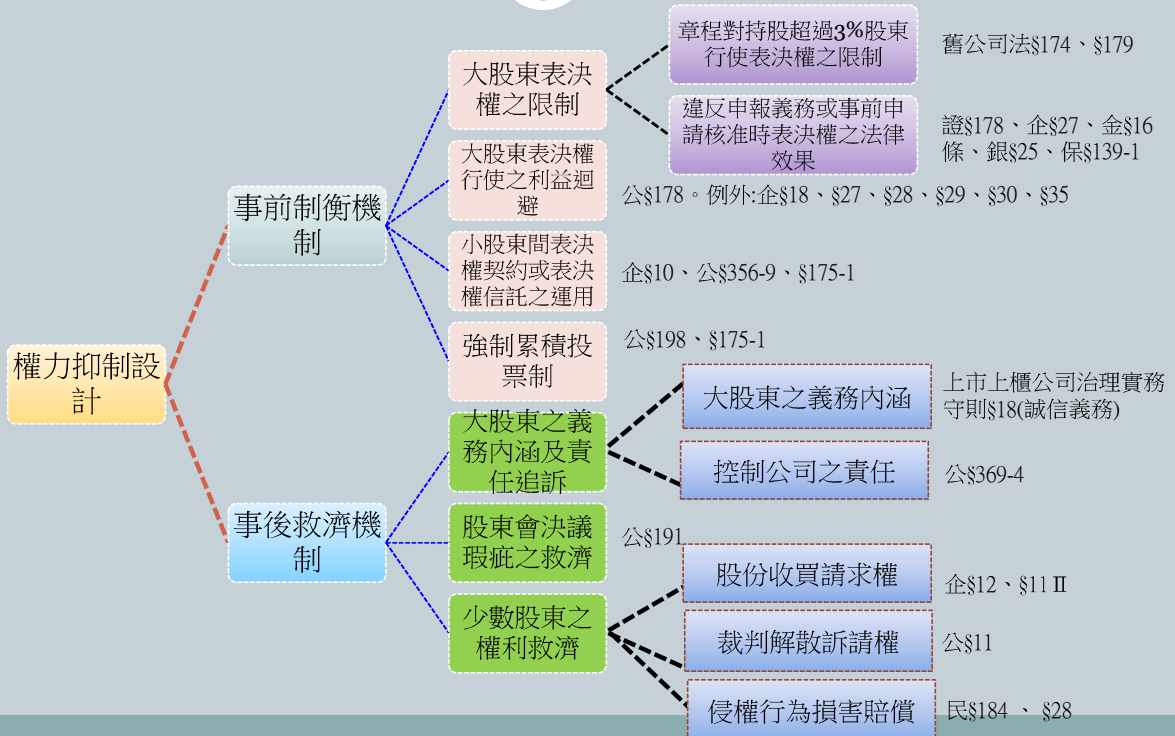 權力抑制設
計
事前制衡機
制
大股東表決
權之限制
章程對持股超過3%股東
行使表決權之限制
舊公司法§174、§179
違反申報義務或事前申
請核准時表決權之法律
效果
證§178、企§27、金§16
條、銀§25、保§139-1
大股東表決權
行使之利益迴
避
公§178。例外:企§18、§27、§28、§29、§30、§35
小股東間表決
權契約或表決
權信託之運用
企§10、公§356-9、§175-1
強制累積投
票制
公§198、§175-1
事後救濟機
制
大股東之義
務內涵及責
任追訴
大股東之義務內涵
上市上櫃公司治理實務
守則§18(誠信義務)
控制公司之責任
公§369-4
股東會決議
瑕疵之救濟
公§191
少數股東之
權利救濟
股份收買請求權
企§12、§11Ⅱ
裁判解散訴請權
公§11
侵權行為損害賠償
民§184 、 §28